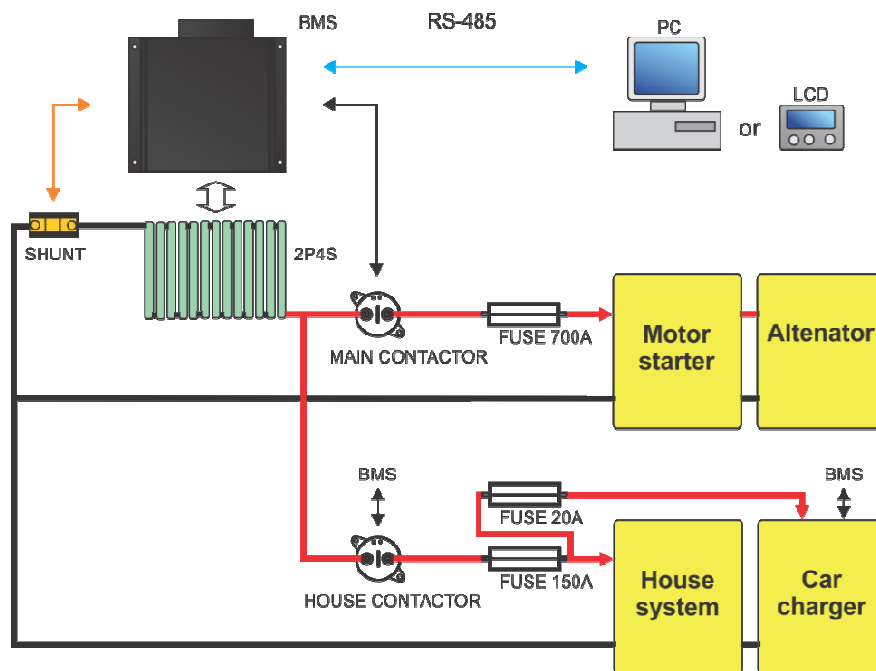 BMS
RS-485
PC
LCD
or
SHUNT
2P4S
MAIN CONTACTOR
FUSE 700A
Motor
starter
Altenator
BMS
FUSE 20A
BMS
HOUSE CONTACTOR
FUSE 150A
House
system
Car
charger